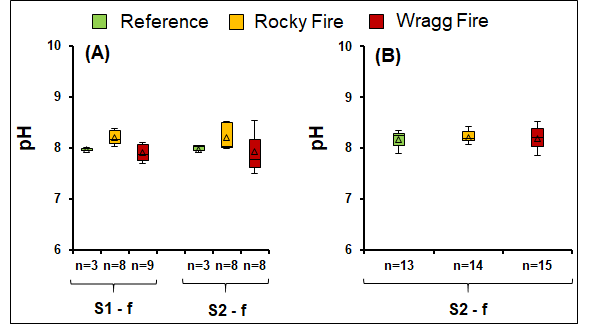 Reference Rocky Fire Wragg Fire
(A)
pH
10
9
8
7
6
n=3 n=8 n=9 n=3 n=8 n=8
S1 - f S2 - f
(B)
pH
10
9
8
7
6
n=13 n=14 n=15
S2 - f